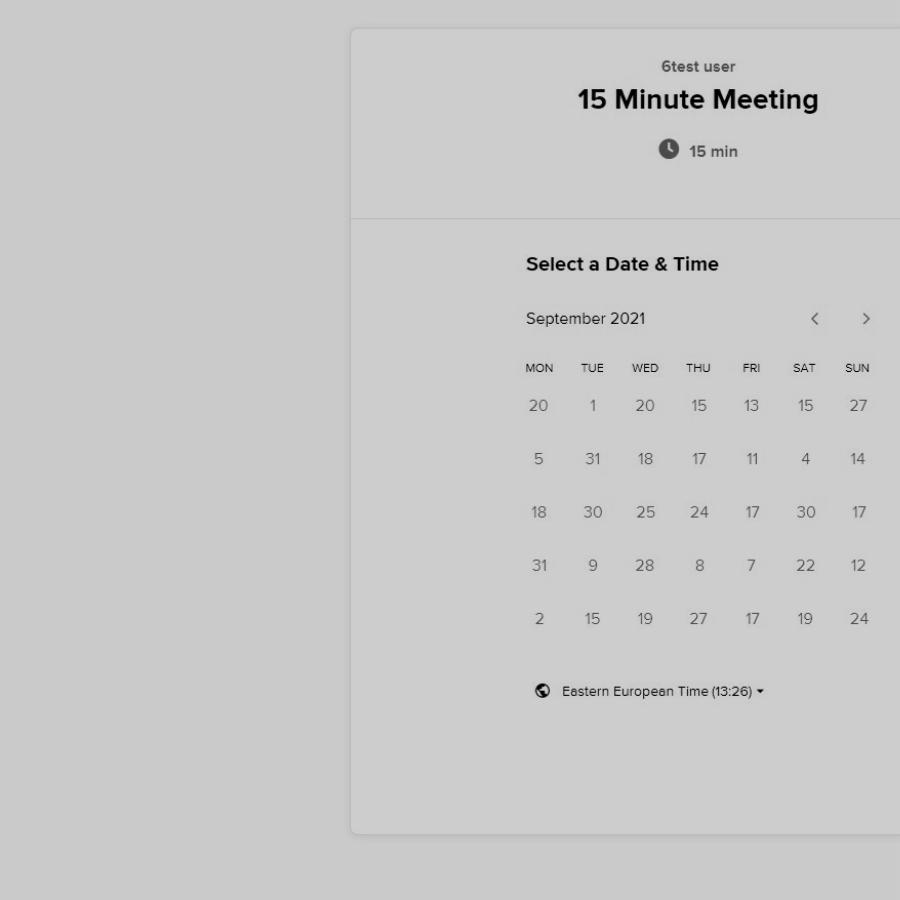 6test user
15 Minute Meeting
15 min
Select a Date & Time
September 2021
MON TUE WED THU FRI SAT SUN
20 1 20 15 13 15 27
5 31 18 17 11 4 14
18 30 25 24 17 30 17
31 9 28 8 7 22 12
2 15 19 27 17 19 24
Eastern European Time (13:26)